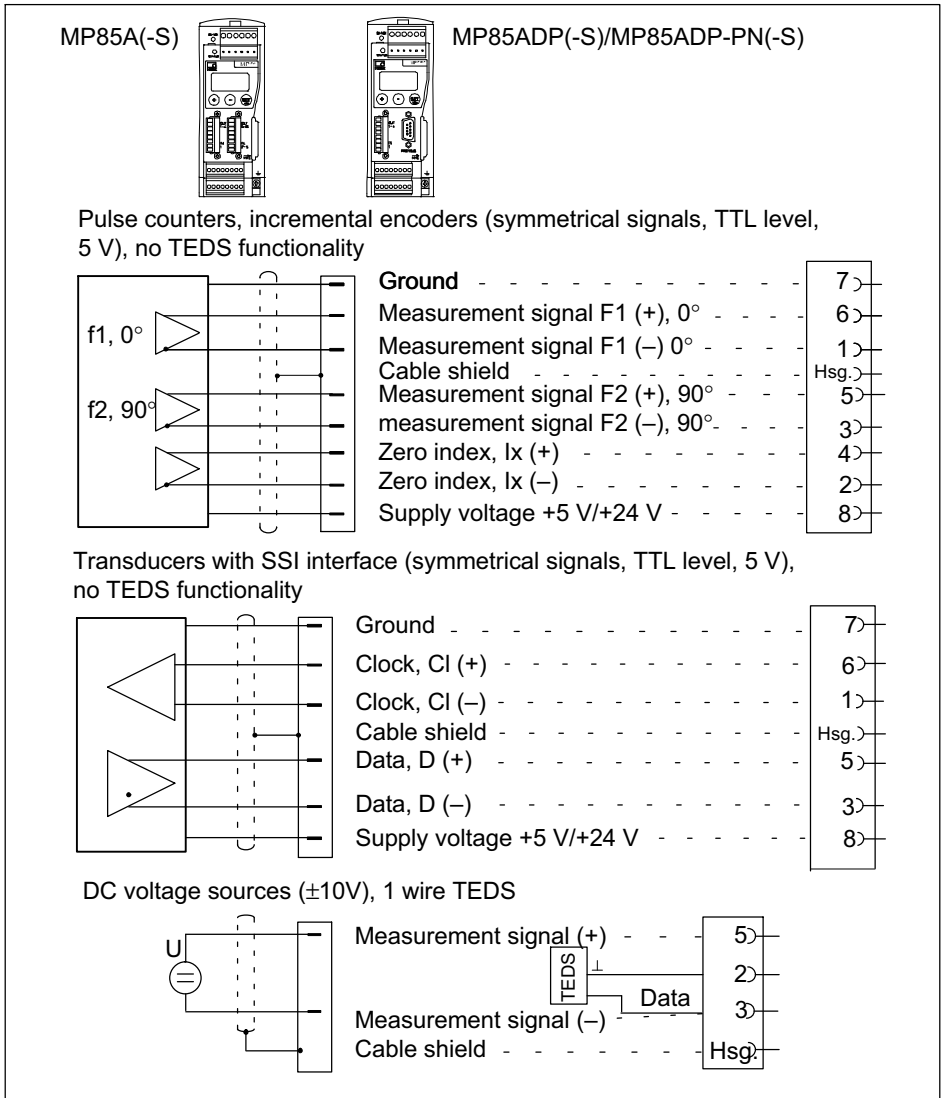 MP85A(-S)
MP85ADP(-S)/MP85ADP-PN(-S)
Pulse counters, incremental encoders (symmetrical signals, TTL level,
5 V), no TEDS functionality
f1, 0°
f2, 90°
Ground 7
Measurement signal F1 (+), 0° 6
Measurement signal F1 (–) 0° 1
Cable shield Hsg.
Measurement signal F2 (+), 90° 5
measurement signal F2 (–), 90° 3
Zero index, Ix (+) 4
Zero index, Ix (–) 2
Supply voltage +5 V/+24 V 8
Transducers with SSI interface (symmetrical signals, TTL level, 5 V),
no TEDS functionality
Ground 7
Clock, Cl (+) 6
Clock, Cl (–) 1
Cable shield Hsg.
Data, D (+) 5
Data, D (–) 3
Supply voltage +5 V/+24 V 8
DC voltage sources (±10V), 1 wire TEDS
U
Measurement signal (+) 5
TEDS ⊥ 2
Data 3
Measurement signal (–)
Cable shield Hsg.